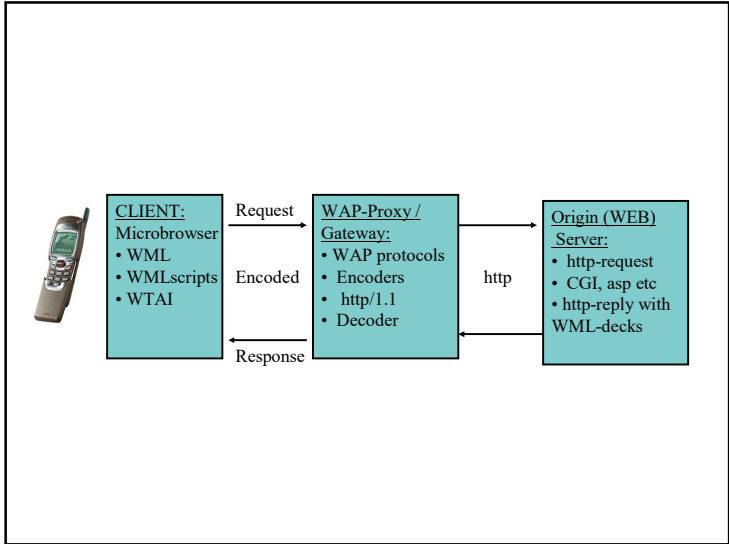 CLIENT:
Microbrowser
• WML
• WMLscripts
• WTAI
Request
Encoded
Response
WAP-Proxy /
Gateway:
• WAP protocols
• Encoders
• http/1.1
• Decoder
http
Origin (WEB)
Server:
• http-request
• CGI, asp etc
• http-reply with
WML-decks